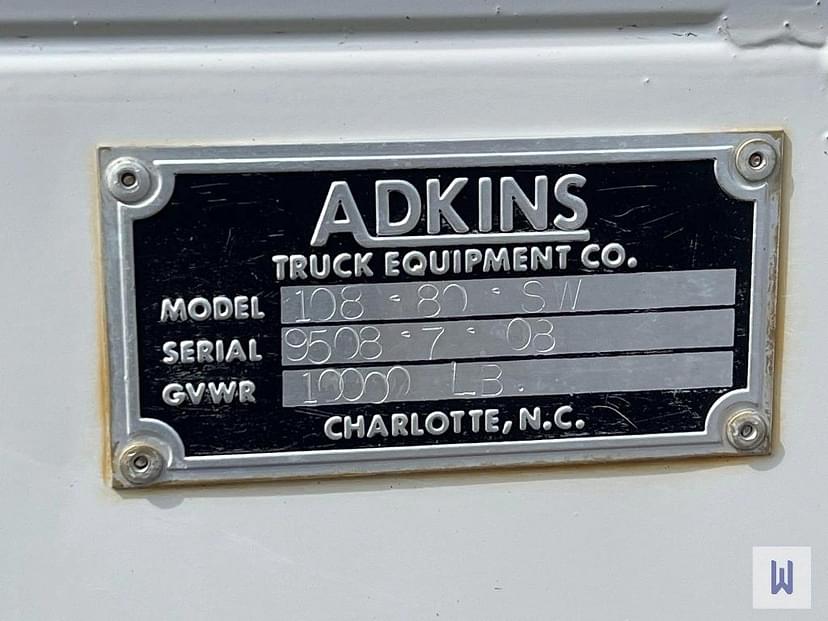 ADKINS
TRUCK EQUIPMENT CO.
MODEL 108-80-SW
SERIAL 9508-7-08
GVWR 10000 LB.
CHARLOTTE, N.C.
W